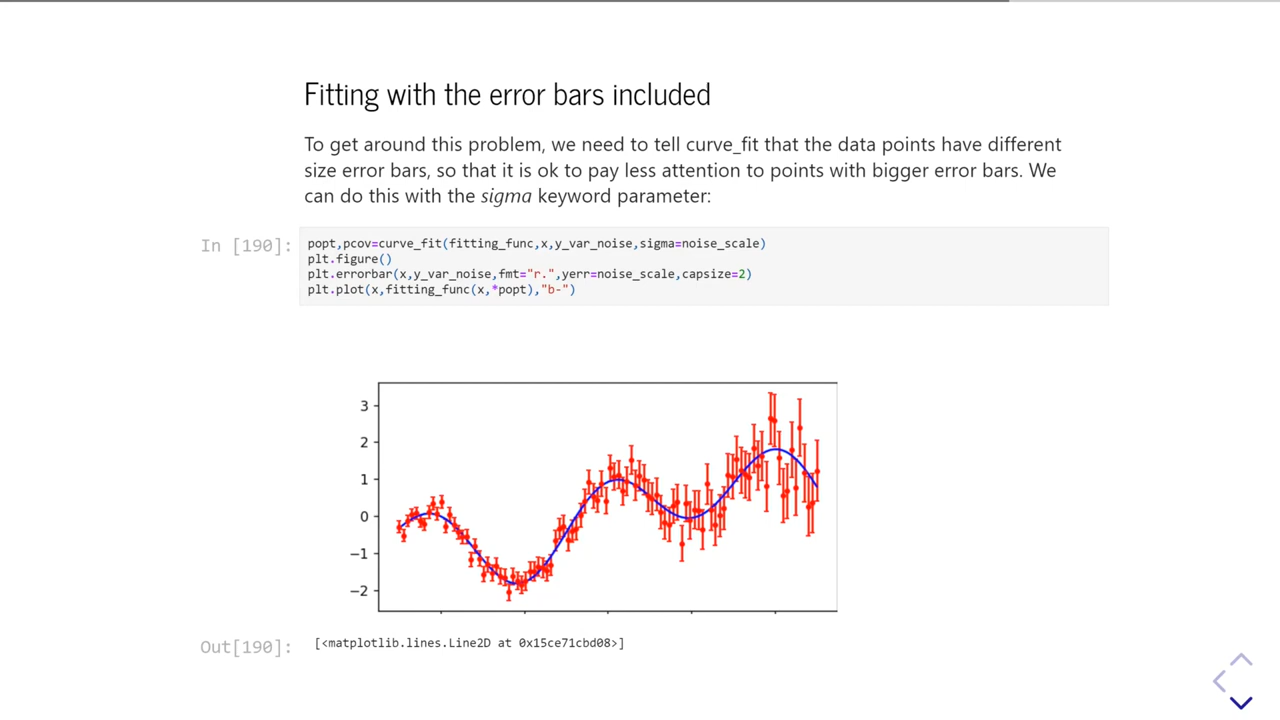 Fitting with the error bars included
To get around this problem, we need to tell curve_fit that the data points have different
size error bars, so that it is ok to pay less attention to points with bigger error bars. We
can do this with the sigma keyword parameter:
In [190]:
popt,pcov=curve_fit(fitting_func,x,y_var_noise,sigma=noise_scale)
plt.figure()
plt.errorbar(x,y_var_noise,fmt="r.",yerr=noise_scale,capsize=2)
plt.plot(x,fitting_func(x,*popt),"b-")
3
2
1
0
−1
−2
Out[190]:
[<matplotlib.lines.Line2D at 0x15ce71cbd08>]